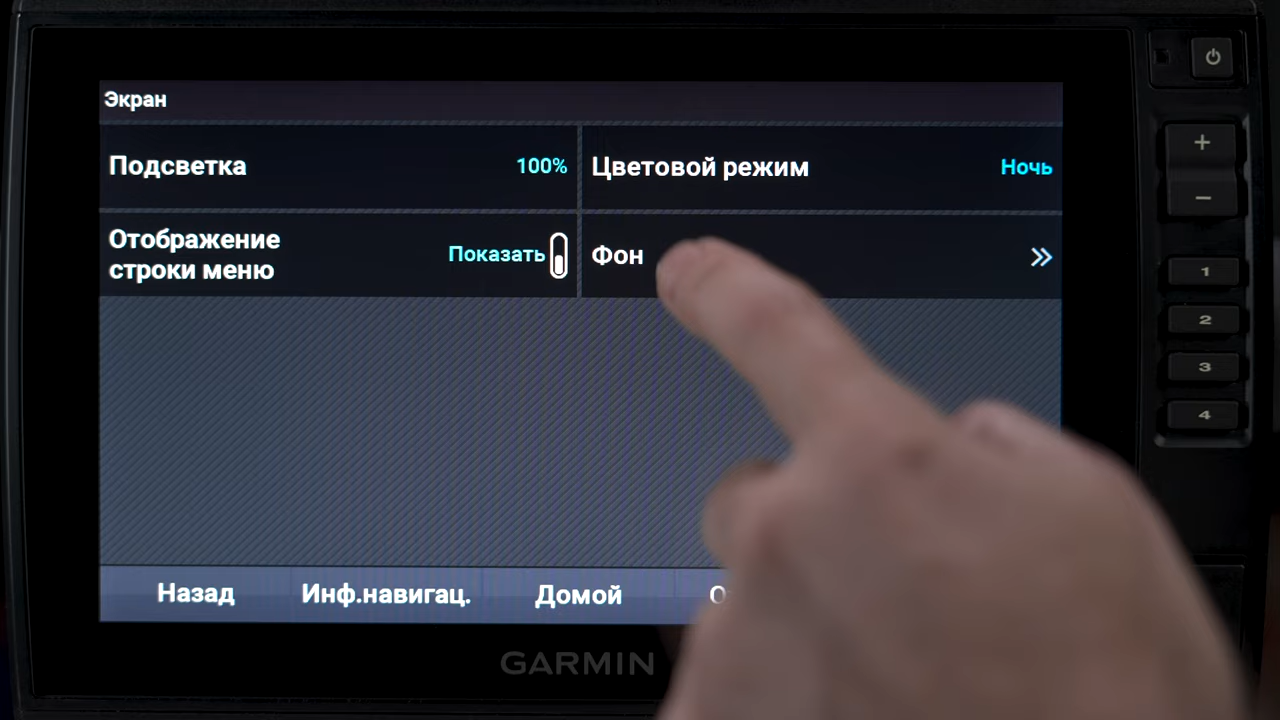 Экран
Подсветка
100%
Цветовой режим
Ночь
Отображение
строки меню
Показать
Фон
Назад
Инф.навигац.
Домой
GARMIN
+
−
1
2
3
4